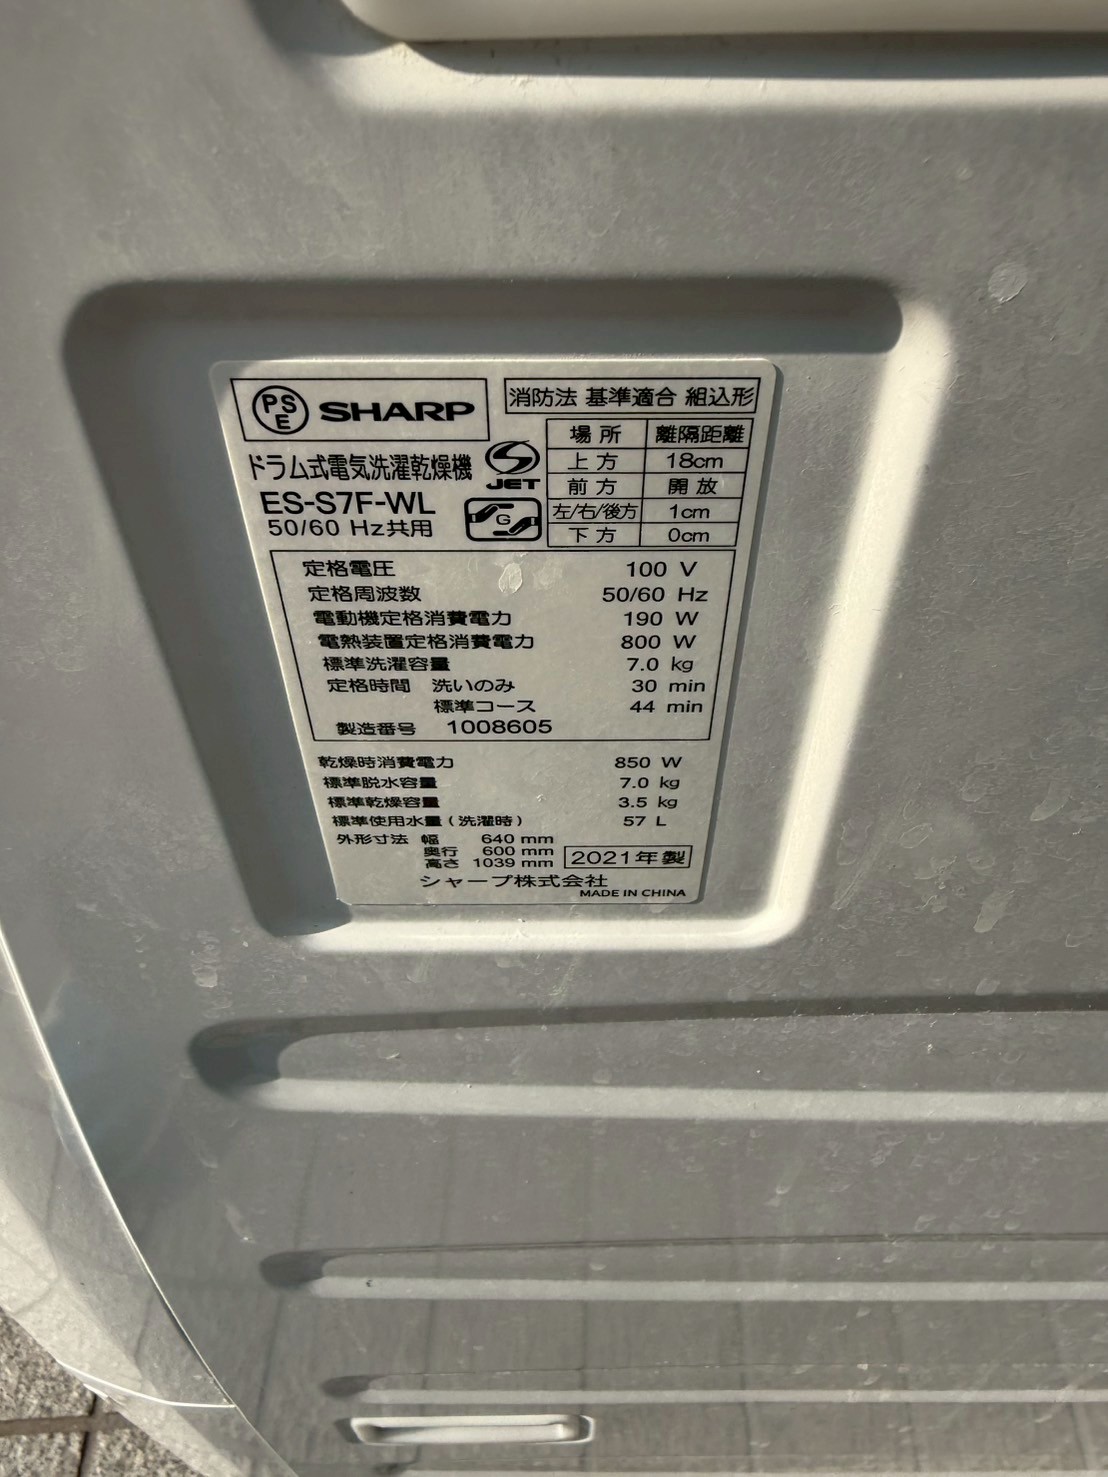 PSE SHARP
消防法 基準適合 組込形
場所 離隔距離
上方 18cm
前方 開放
左/右/後方 1cm
下方 0cm
ドラム式電気洗濯乾燥機
S JET
ES-S7F-WL
G
50/60 Hz共用
定格電圧 100 V
定格周波数 50/60 Hz
電動機定格消費電力 190 W
電熱装置定格消費電力 800 W
標準洗濯容量 7.0 kg
定格時間 洗いのみ 30 min
標準コース 44 min
製造番号 1008605
乾燥時消費電力 850 W
標準脱水容量 7.0 kg
標準乾燥容量 3.5 kg
標準使用水量(洗濯時) 57 L
外形寸法 幅 640 mm
奥行 600 mm
高さ 1039 mm
2021年製
シャープ株式会社
MADE IN CHINA